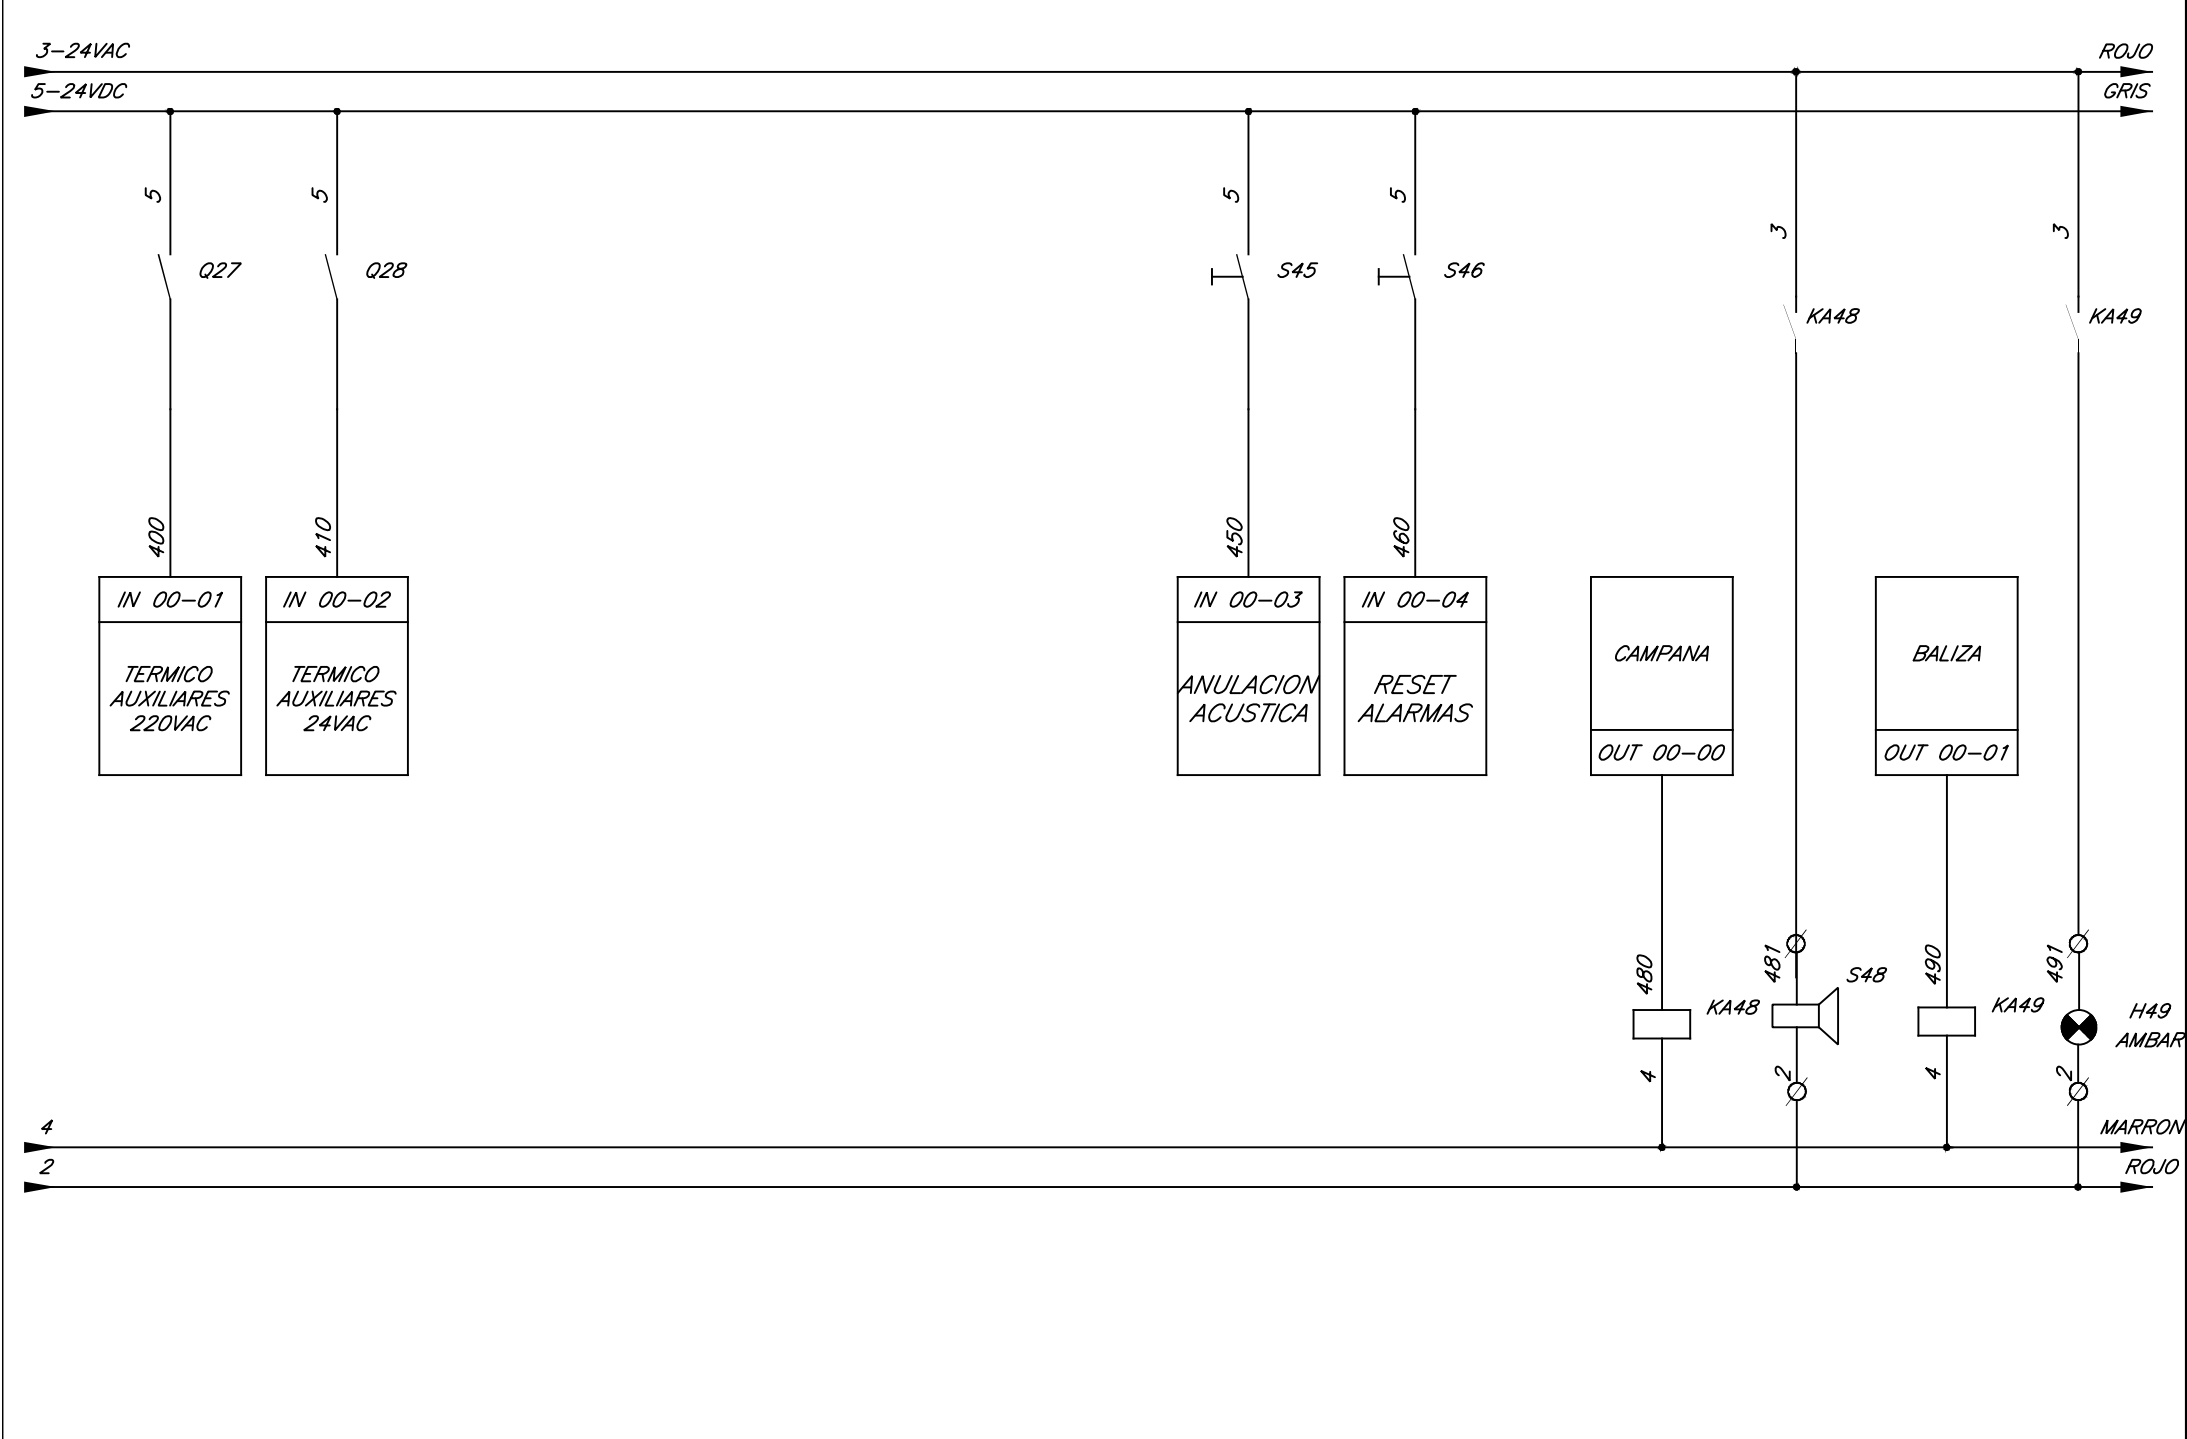 3-24VAC
ROJO
5-24VDC
GRIS
5
5
5
5
3
3
Q27
Q28
S45
S46
KA48
KA49
400
410
450
460
IN 00-01
IN 00-02
IN 00-03
IN 00-04
TERMICO
AUXILIARES
220VAC
TERMICO
AUXILIARES
24VAC
ANULACION
ACUSTICA
RESET
ALARMAS
CAMPANA
OUT 00-00
BALIZA
OUT 00-01
480
481
S48
490
491
KA48
KA49
H49
AMBAR
4
2
4
2
4
MARRON
2
ROJO